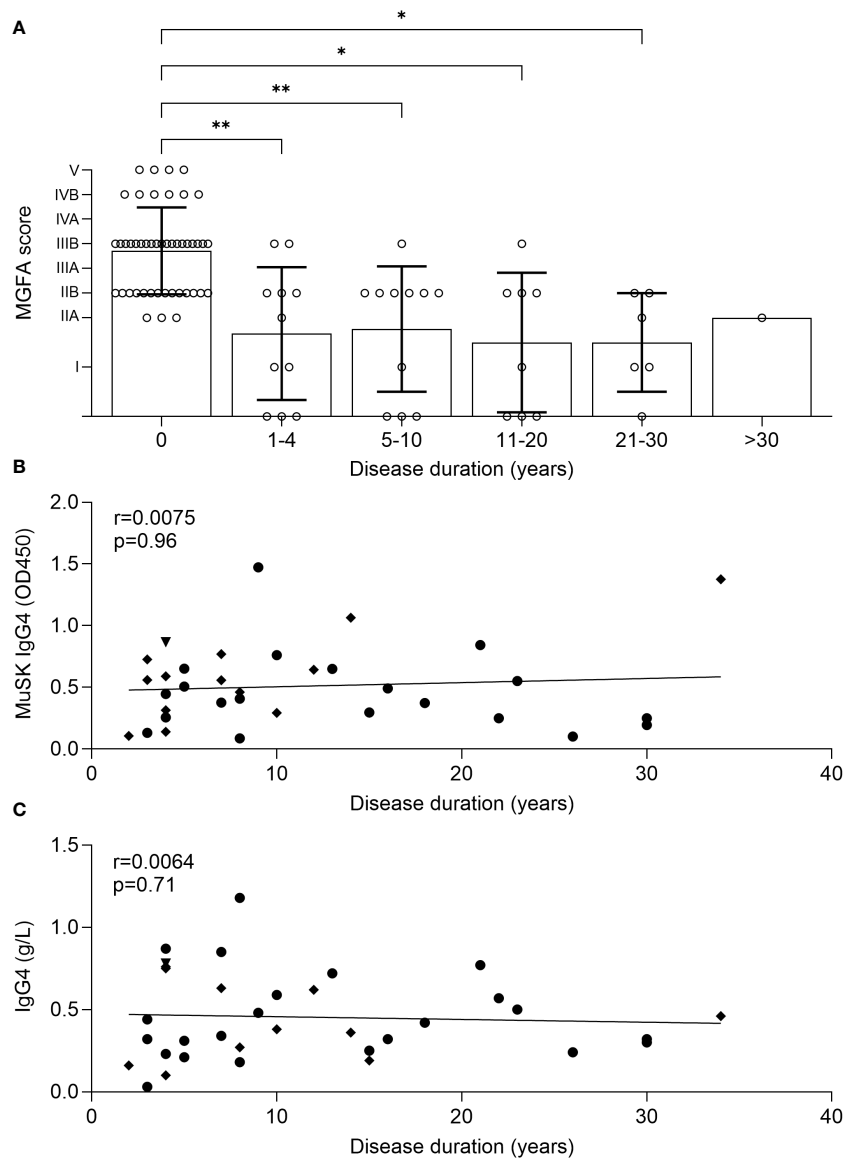 A
*
*
**
**
V
IVB
IVA
IIIB
IIIA
IIB
IIA
I
MGFA score
0 1-4 5-10 11-20 21-30 >30
Disease duration (years)
B
2.0
1.5
1.0
0.5
0.0
MuSK IgG4 (OD450)
r=0.0075
p=0.96
0 10 20 30 40
Disease duration (years)
C
1.5
1.0
0.5
0.0
IgG4 (g/L)
r=0.0064
p=0.71
0 10 20 30 40
Disease duration (years)